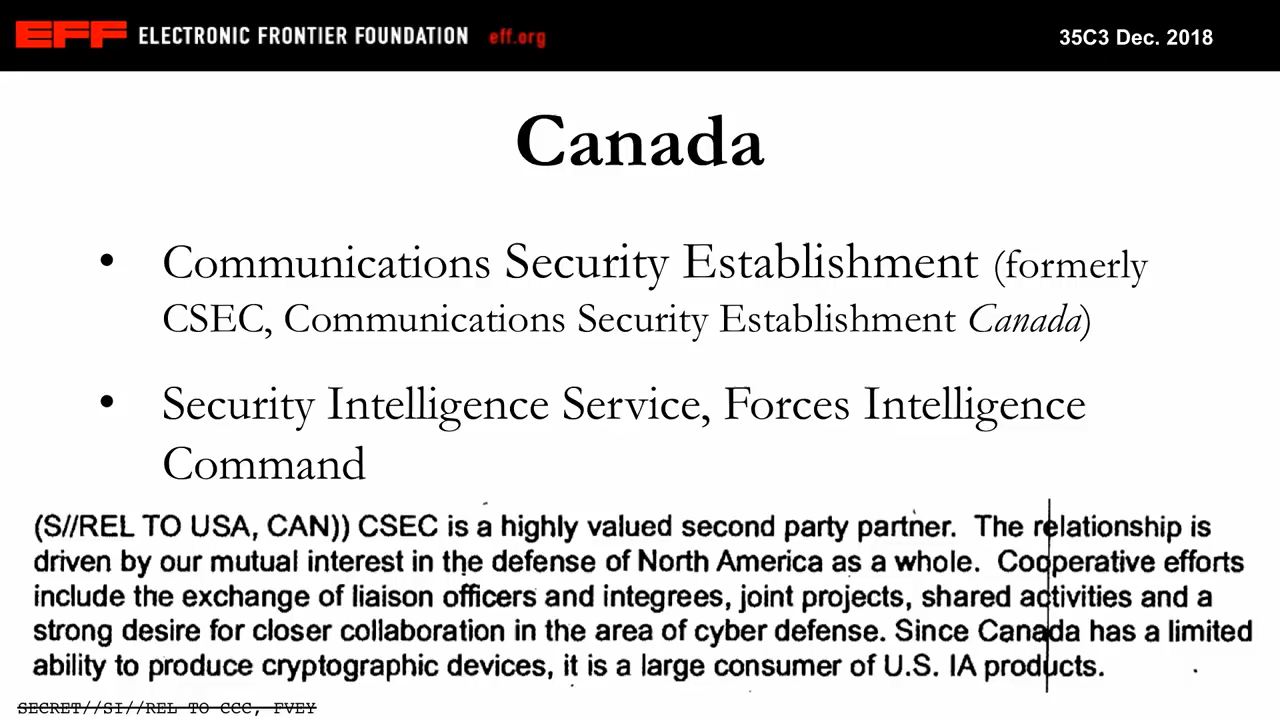 EFF ELECTRONIC FRONTIER FOUNDATION eff.org
35C3 Dec. 2018
Canada
• Communications Security Establishment (formerly
CSEC, Communications Security Establishment Canada)
• Security Intelligence Service, Forces Intelligence
Command
(S//REL TO USA, CAN)) CSEC is a highly valued second party partner. The relationship is
driven by our mutual interest in the defense of North America as a whole. Cooperative efforts
include the exchange of liaison officers and integrees, joint projects, shared activities and a
strong desire for closer collaboration in the area of cyber defense. Since Canada has a limited
ability to produce cryptographic devices, it is a large consumer of U.S. IA products.
SECRET//SI//REL TO CCC, FVEY